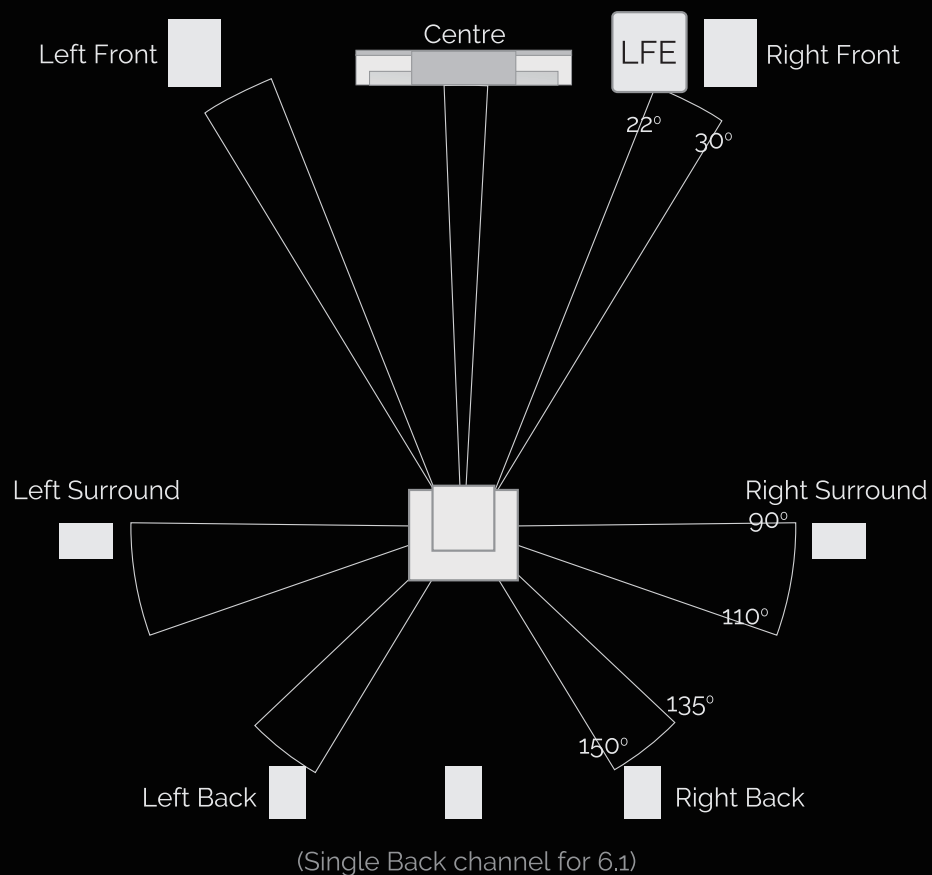 Centre
Left Front
LFE
Right Front
22°
30°
Left Surround
Right Surround
90°
110°
135°
150°
Left Back
Right Back
(Single Back channel for 6.1)